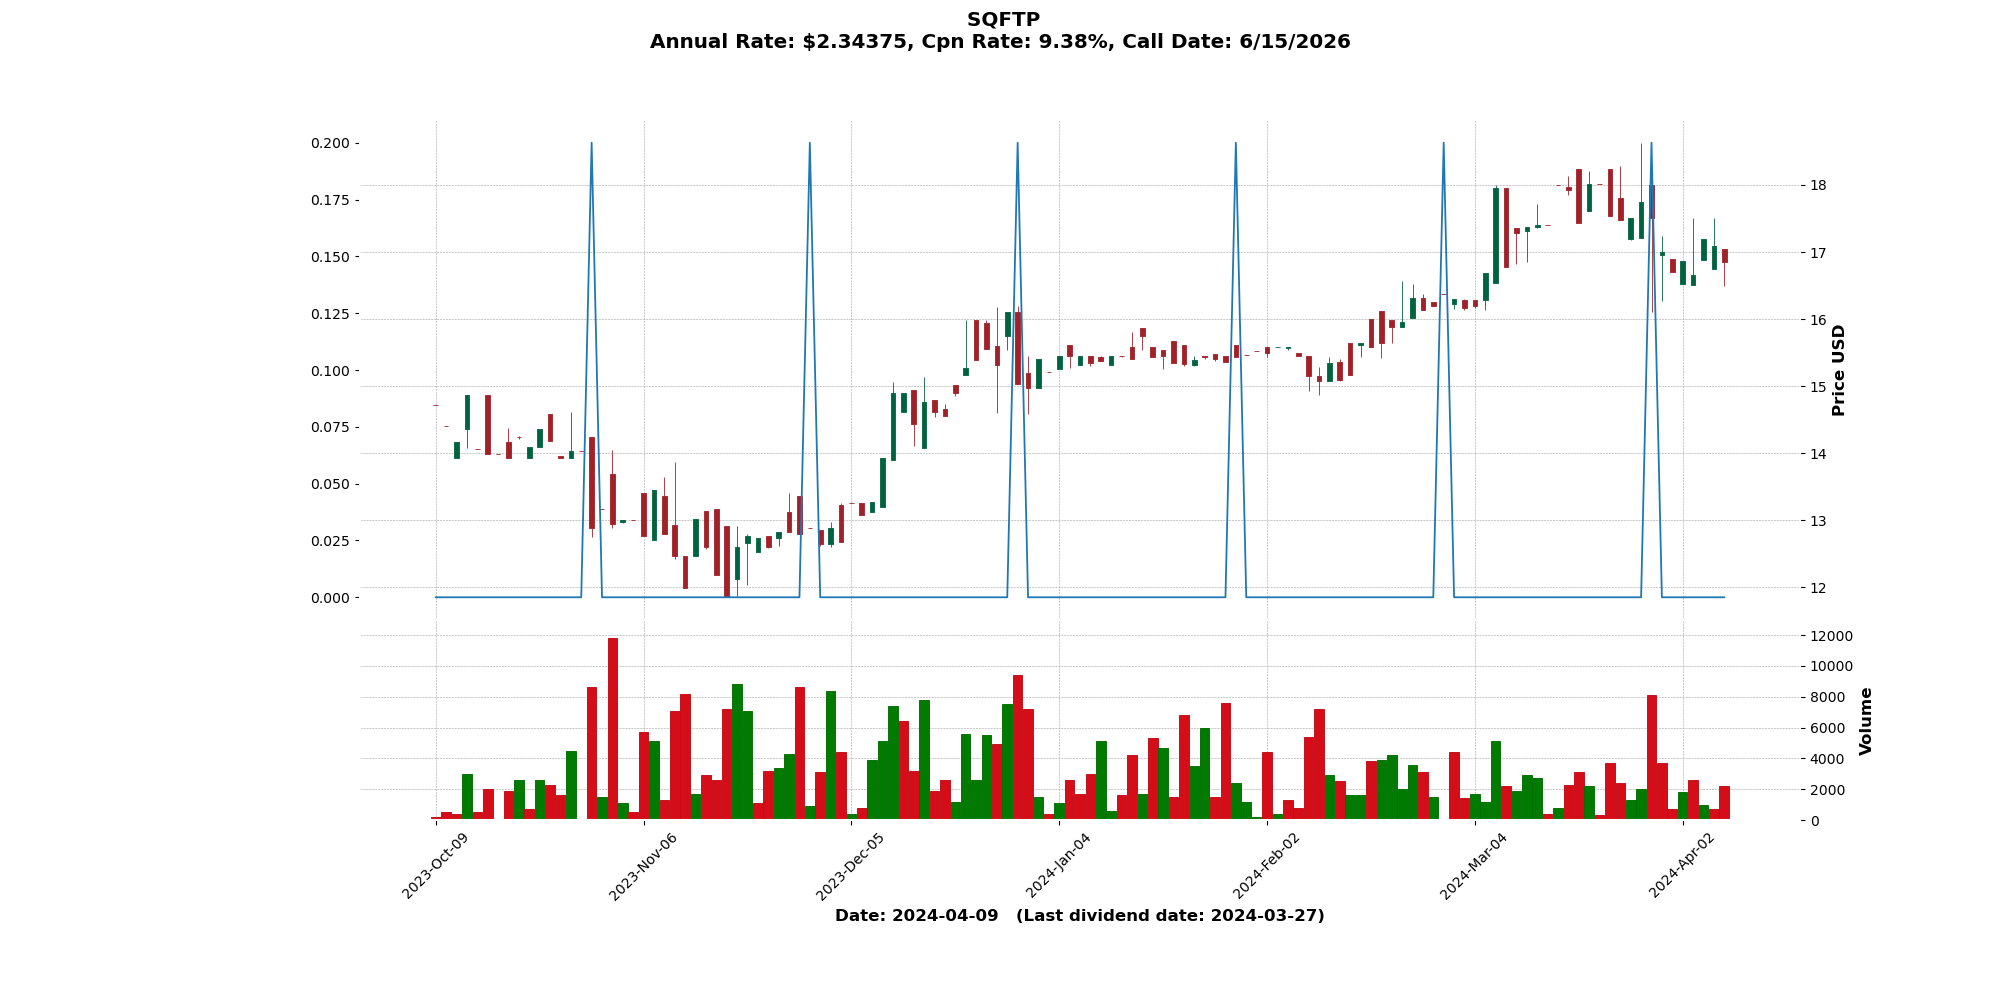 SQFTP
Annual Rate: $2.34375, Cpn Rate: 9.38%, Call Date: 6/15/2026
0.200
0.175
0.150
0.125
0.100
0.075
0.050
0.025
0.000
18
17
16
15
14
13
12
Price USD
12000
10000
8000
6000
4000
2000
0
Volume
2023-Oct-09
2023-Nov-06
2023-Dec-05
2024-Jan-04
2024-Feb-02
2024-Mar-04
2024-Apr-02
Date: 2024-04-09   (Last dividend date: 2024-03-27)